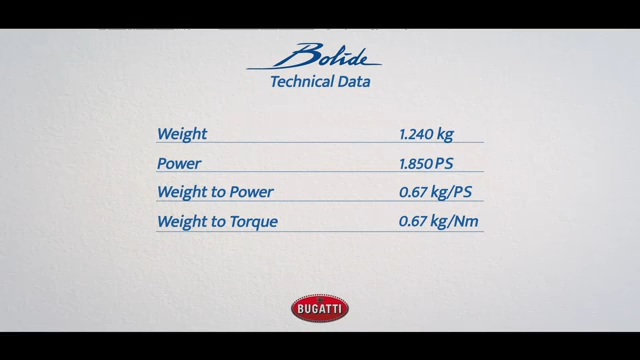 Bolide
Technical Data
Weight 1.240 kg
Power 1.850 PS
Weight to Power 0.67 kg/PS
Weight to Torque 0.67 kg/Nm
BUGATTI